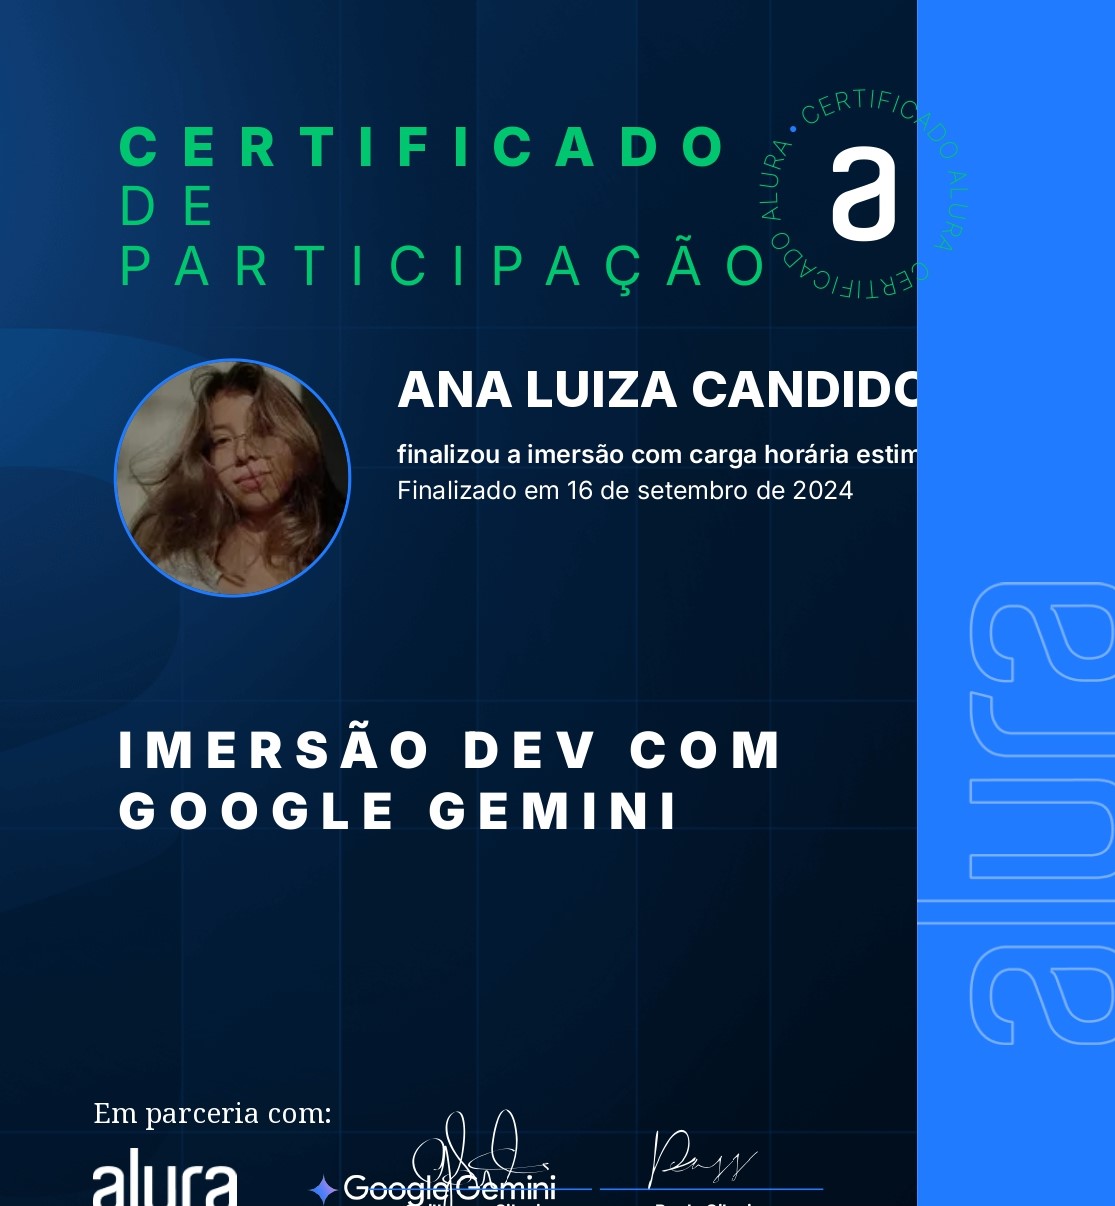 CERTIFICADO
DE
PARTICIPAÇÃO
CERTIFICADO ALURA
CERTIFICADO ALURA
a
ANA LUIZA CANDIDO
finalizou a imersão com carga horária
Finalizado em 16 de setembro de 2024
IMERSÃO DEV COM
GOOGLE GEMINI
alura
Em parceria com:
alura
Google Gemini